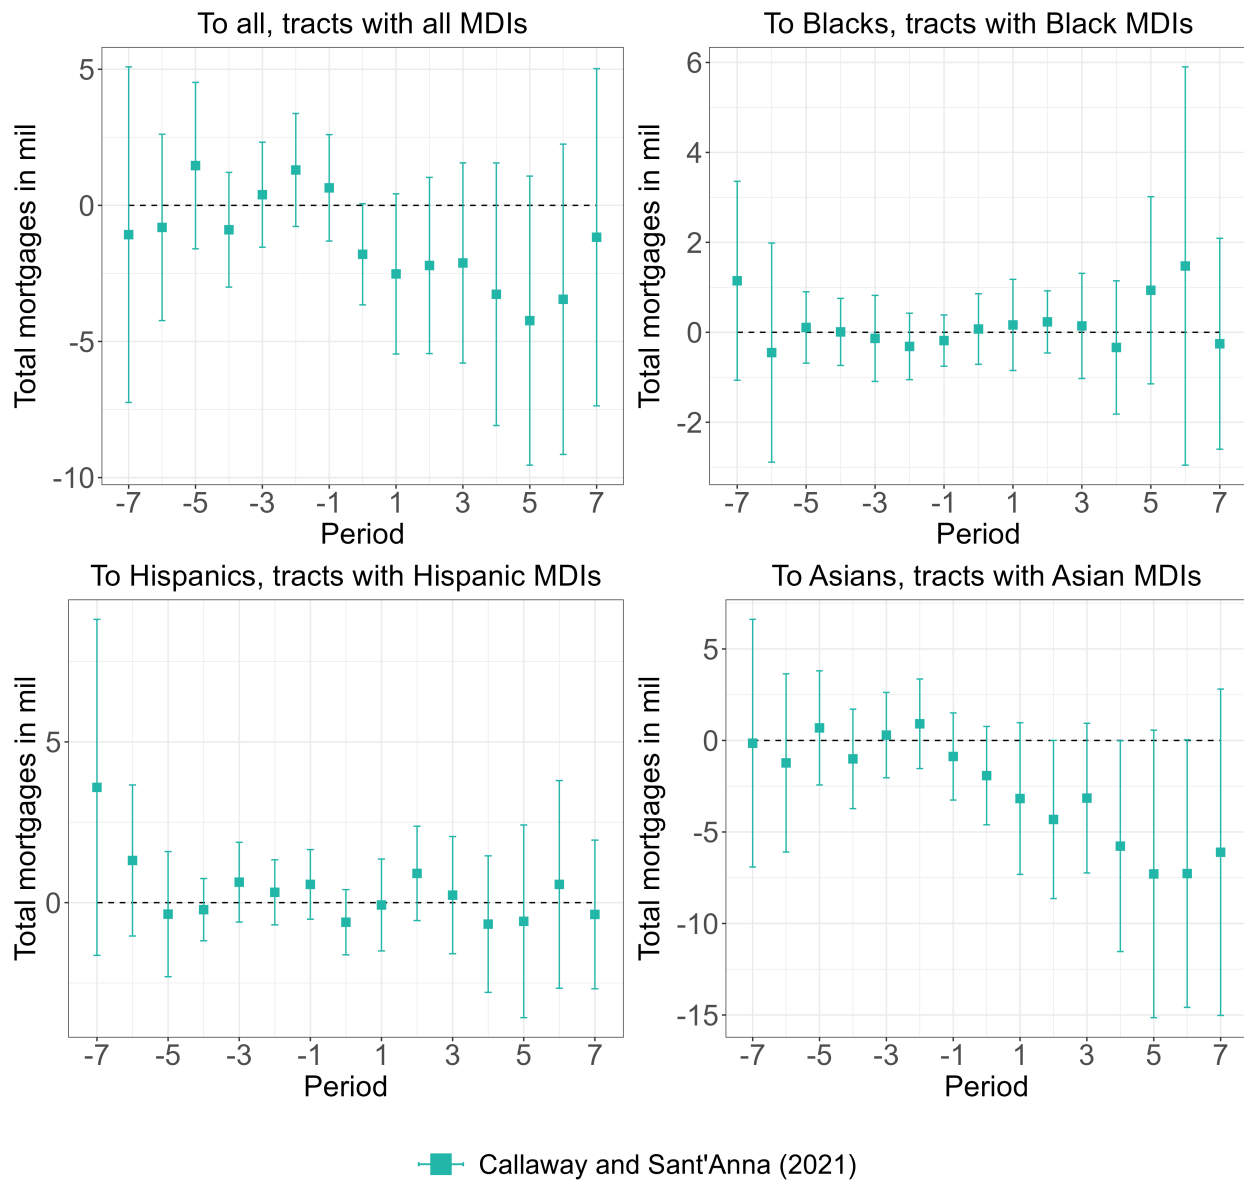 To all, tracts with all MDIs
Total mortgages in mil
5
0
-5
-10
-7 -5 -3 -1 1 3 5 7
Period
To Blacks, tracts with Black MDIs
Total mortgages in mil
6
4
2
0
-2
-7 -5 -3 -1 1 3 5 7
Period
To Hispanics, tracts with Hispanic MDIs
Total mortgages in mil
5
0
-7 -5 -3 -1 1 3 5 7
Period
To Asians, tracts with Asian MDIs
Total mortgages in mil
5
0
-5
-10
-15
-7 -5 -3 -1 1 3 5 7
Period
Callaway and Sant'Anna (2021)